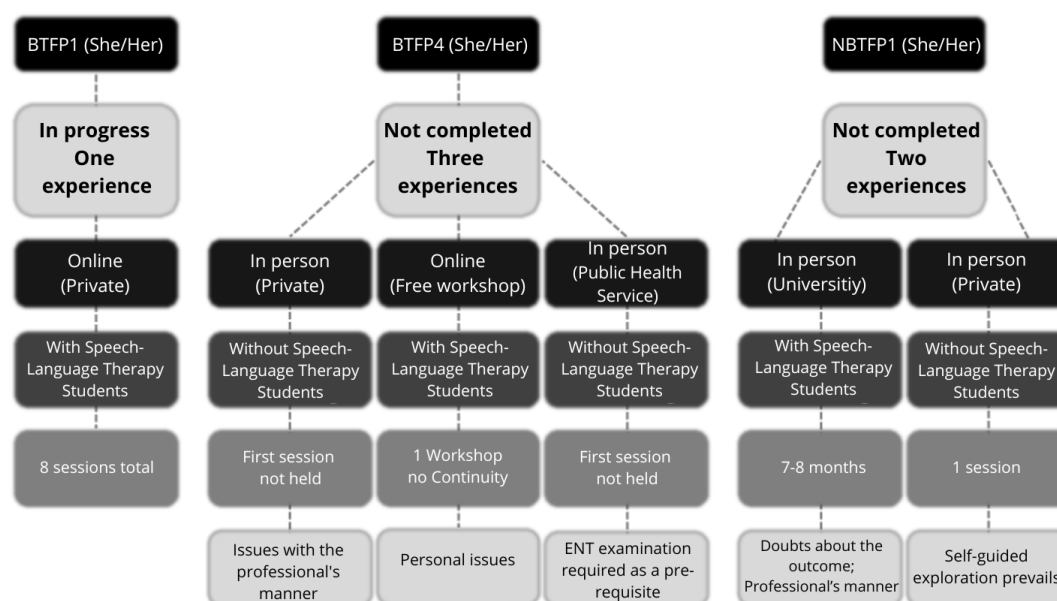 BTFP1 (She/Her)
BTFP4 (She/Her)
NBTFP1 (She/Her)
In progress
One
experience
Not completed
Three
experiences
Not completed
Two
experiences
Online
(Private)
In person
(Private)
Online
(Free workshop)
In person
(Public Health
Service)
In person
(Universitiy)
In person
(Private)
With Speech-
Language Therapy
Students
Without Speech-
Language Therapy
Students
With Speech-
Language Therapy
Students
Without Speech-
Language Therapy
Students
With Speech-
Language Therapy
Students
Without Speech-
Language Therapy
Students
8 sessions total
First session
not held
1 Workshop
no Continuity
First session
not held
7-8 months
1 session
Issues with the
professional's
manner
Personal issues
ENT examination
required as a pre-
requisite
Doubts about the
outcome;
Professional’s manner
Self-guided
exploration prevails